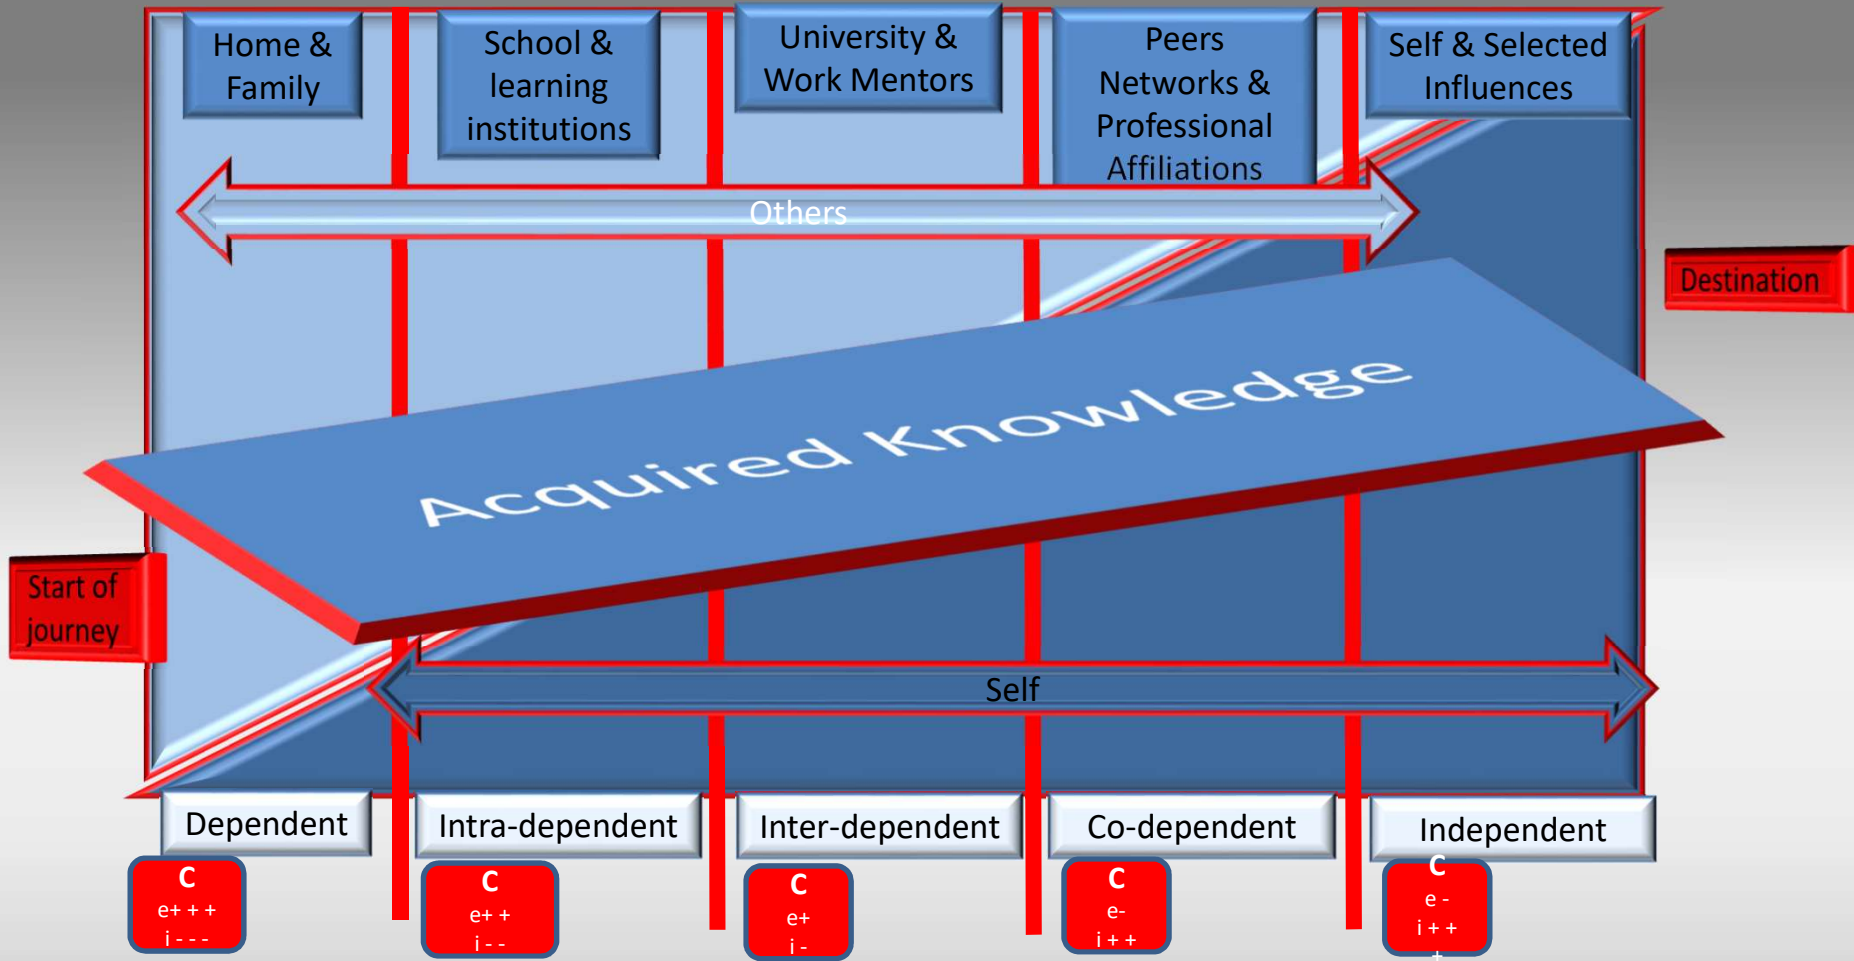 Home &
Family
School &
learning
institutions
University &
Work Mentors
Peers
Networks &
Professional
Affiliations
Self & Selected
Influences
Others
Destination
Acquired Knowledge
Start of
journey
Self
Dependent
Intra-dependent
Inter-dependent
Co-dependent
Independent
C
e+ + +
i - - -
C
e+ +
i - -
C
e+
i -
C
e-
i + +
C
e -
i + +
+